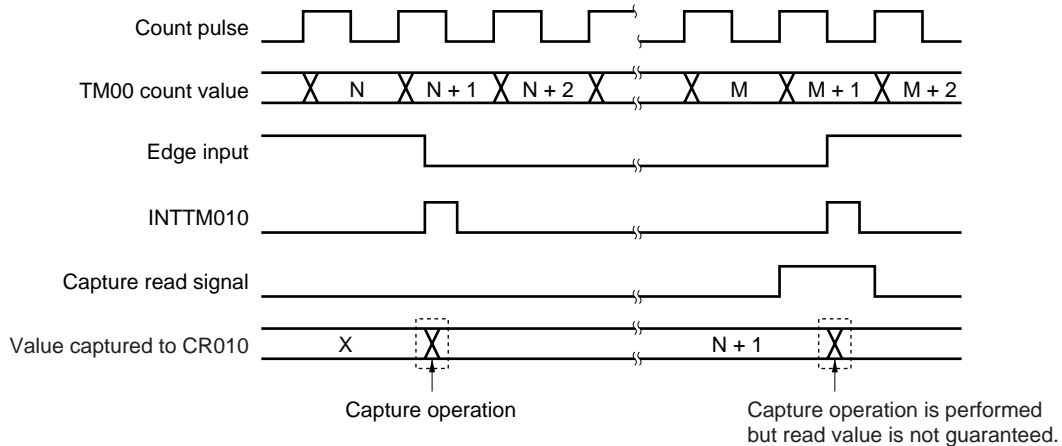 Count pulse
TM00 count value
N
N + 1
N + 2
M
M + 1
M + 2
Edge input
INTTM010
Capture read signal
Value captured to CR010
X
N + 1
Capture operation
Capture operation is performed
but read value is not guaranteed.